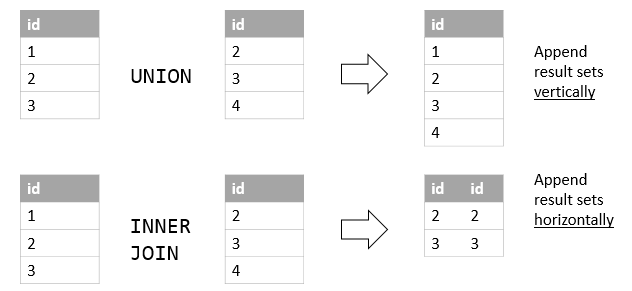 id
1
2
3
UNION
id
2
3
4
id
1
2
3
4
Append
result sets
vertically
id
1
2
3
INNER
JOIN
id
2
3
4
id id
2 2
3 3
Append
result sets
horizontally